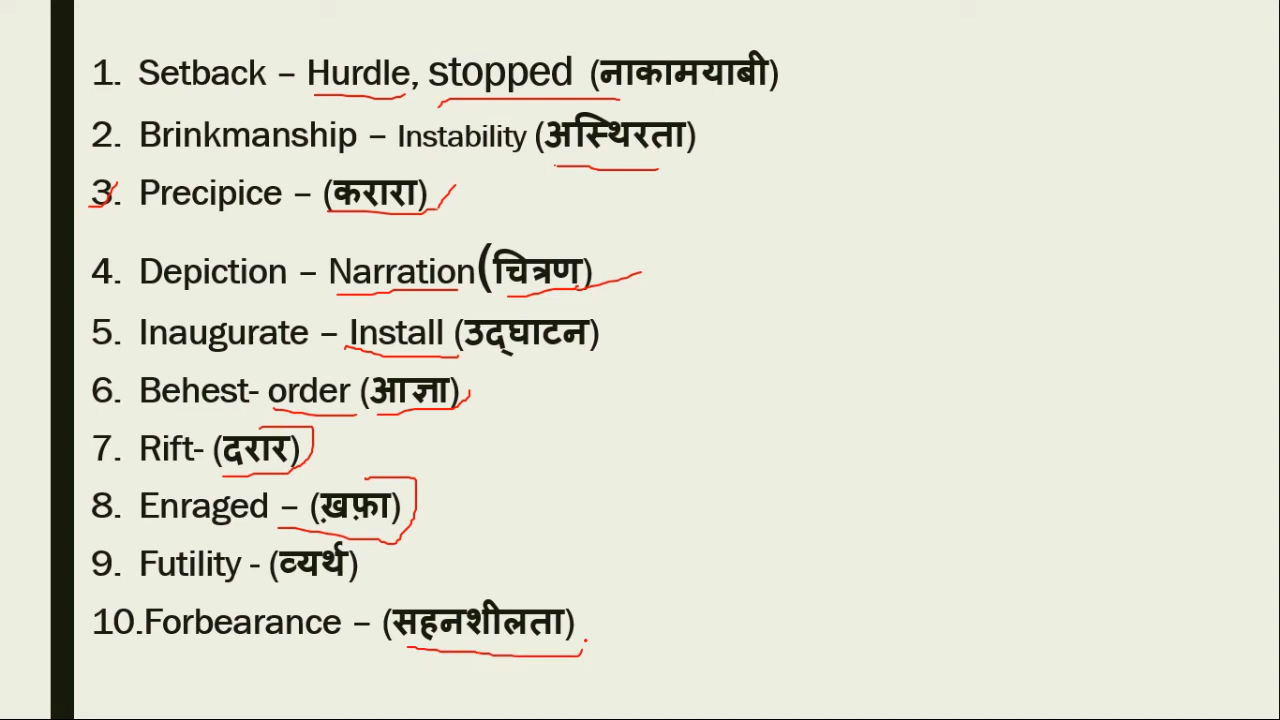 1. Setback – Hurdle, stopped (नाकामयाबी)
2. Brinkmanship – Instability (अस्थिरता)
3. Precipice – (करारा)
4. Depiction – Narration(चित्रण)
5. Inaugurate – Install (उद्घाटन)
6. Behest- order (आज्ञा)
7. Rift- (दरार)
8. Enraged – (ख़फ़ा)
9. Futility - (व्यर्थ)
10.Forbearance – (सहनशीलता)